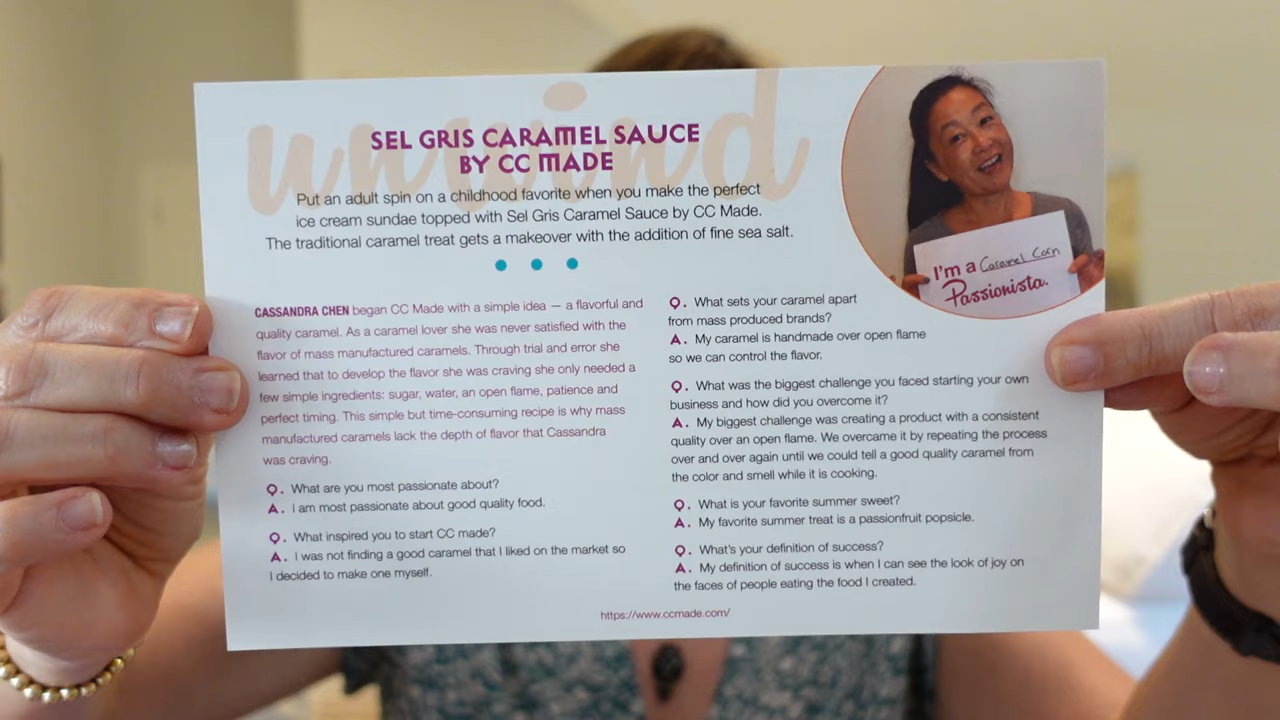 unwind
SEL GRIS CARAMEL SAUCE
BY CC MADE
Put an adult spin on a childhood favorite when you make the perfect
ice cream sundae topped with Sel Gris Caramel Sauce by CC Made.
The traditional caramel treat gets a makeover with the addition of fine sea salt.
I'm a Caramel Corn
Passionista.
CASSANDRA CHEN began CC Made with a simple idea — a flavorful and
quality caramel. As a caramel lover she was never satisfied with the
flavor of mass manufactured caramels. Through trial and error she
learned that to develop the flavor she was craving she only needed a
few simple ingredients: sugar, water, an open flame, patience and
perfect timing. This simple but time-consuming recipe is why mass
manufactured caramels lack the depth of flavor that Cassandra
was craving.
Q. What are you most passionate about?
A. I am most passionate about good quality food.
Q. What inspired you to start CC made?
A. I was not finding a good caramel that I liked on the market so
I decided to make one myself.
Q. What sets your caramel apart
from mass produced brands?
A. My caramel is handmade over open flame
so we can control the flavor.
Q. What was the biggest challenge you faced starting your own
business and how did you overcome it?
A. My biggest challenge was creating a product with a consistent
quality over an open flame. We overcame it by repeating the process
over and over again until we could tell a good quality caramel from
the color and smell while it is cooking.
Q. What is your favorite summer sweet?
A. My favorite summer treat is a passionfruit popsicle.
Q. What's your definition of success?
A. My definition of success is when I can see the look of joy on
the faces of people eating the food I created.
https://www.ccmade.com/